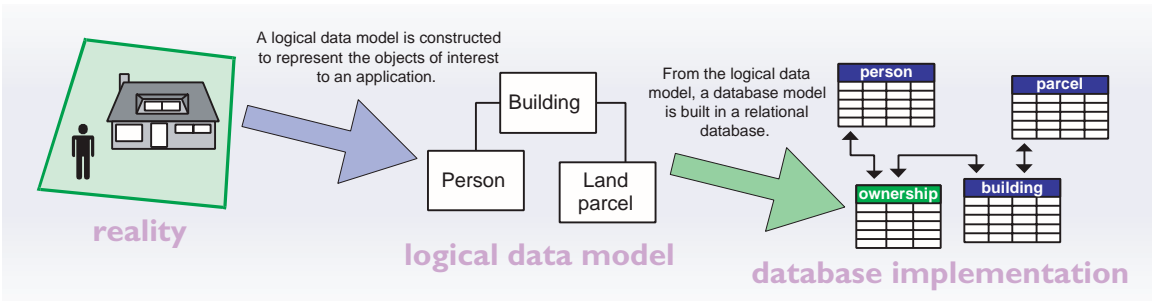 A logical data model is constructed
to represent the objects of interest
to an application.
reality
Building
Person
Land
parcel
logical data model
From the logical data
model, a database model
is built in a relational
database.
person
parcel
ownership
building
database implementation